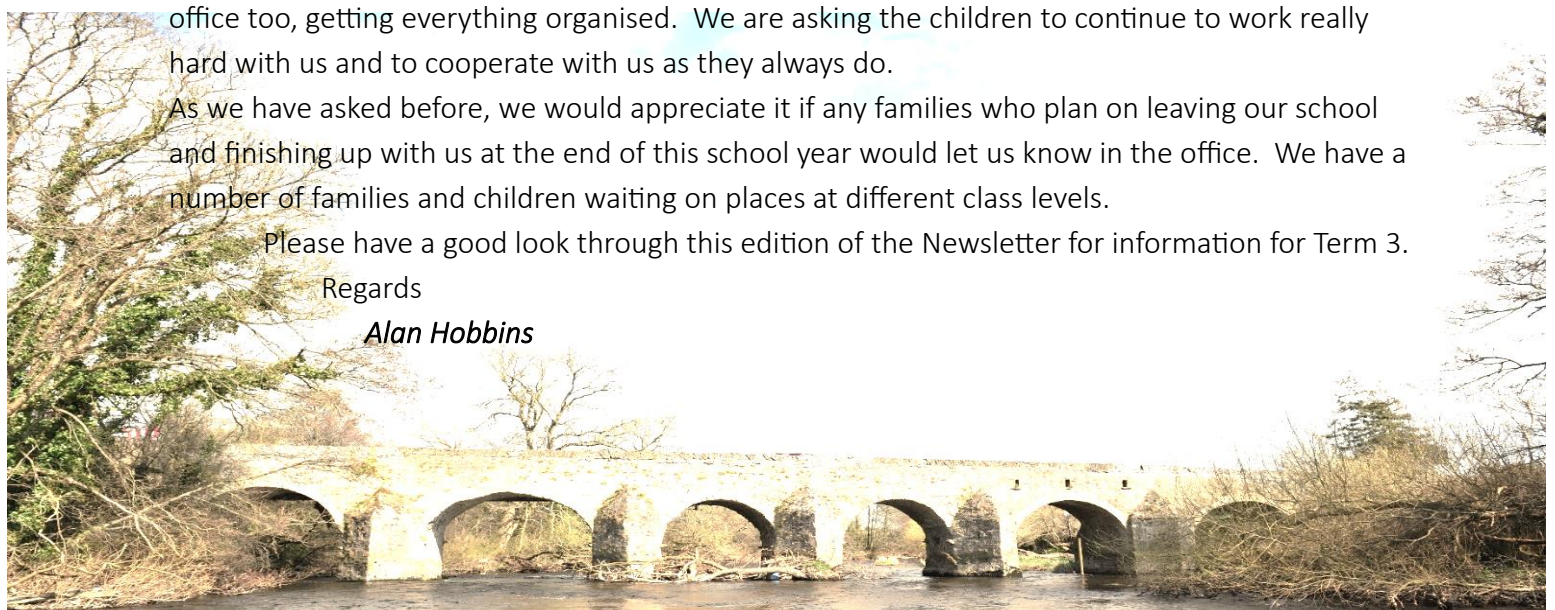 office too, getting everything organised.  We are asking the children to continue to work really
hard with us and to cooperate with us as they always do.
As we have asked before, we would appreciate it if any families who plan on leaving our school
and finishing up with us at the end of this school year would let us know in the office.  We have a
number of families and children waiting on places at different class levels.
Please have a good look through this edition of the Newsletter for information for Term 3.
Regards
Alan Hobbins